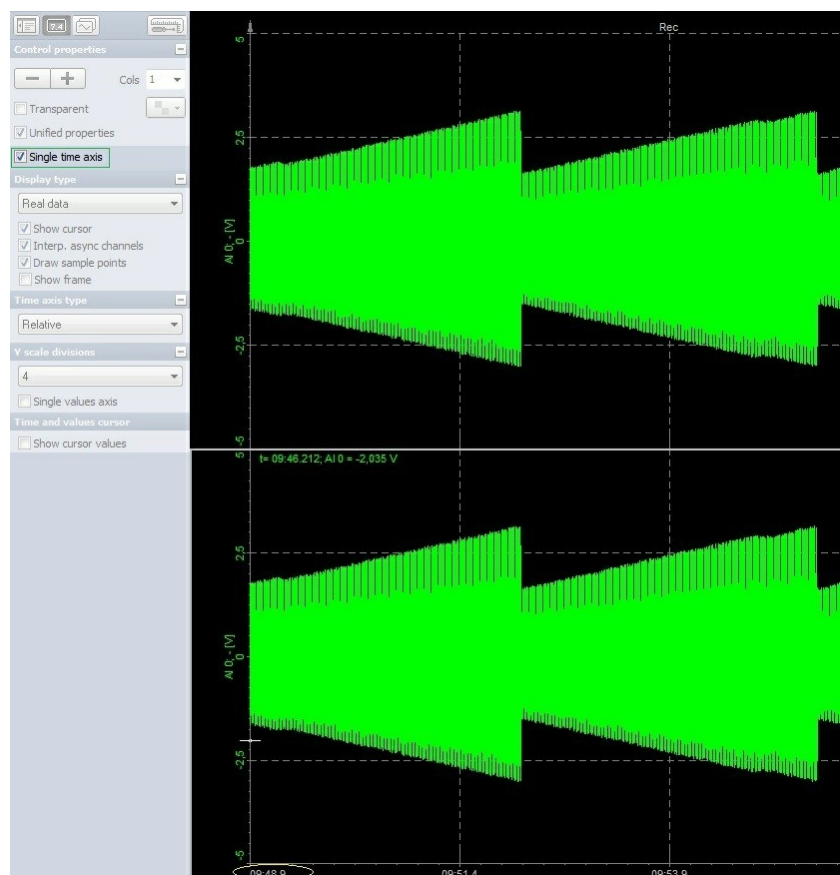 7.4
Control properties
Cols 1
Transparent
Unified properties
Single time axis
Display type
Real data
Show cursor
Interp. async channels
Draw sample points
Show frame
Time axis type
Relative
Y scale divisions
4
Single values axis
Time and values cursor
Show cursor values
Rec
5
2,5
AI 0; - [V]
0
-2,5
-5
t= 09:46.212; AI 0 = -2,035 V
5
2,5
AI 0; - [V]
0
-2,5
-5
09:48,9 09:51,4 09:53,9